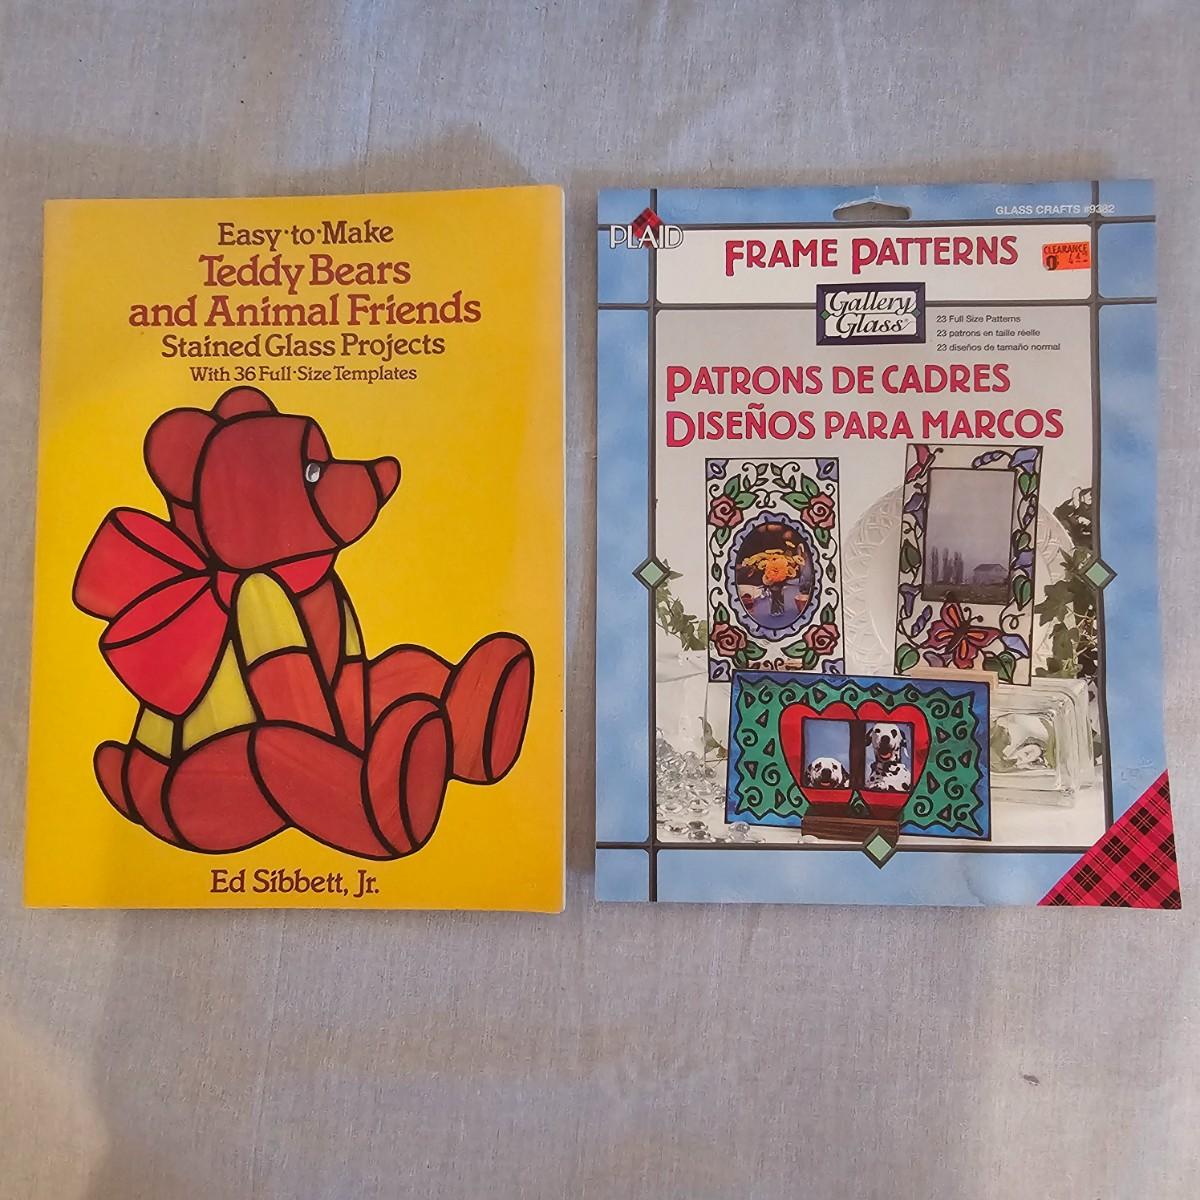 Easy·to·Make
Teddy Bears
and Animal Friends
Stained Glass Projects
With 36 Full·Size Templates
Ed Sibbett, Jr.
GLASS CRAFTS #9382
PLAID
FRAME PATTERNS
CLEARANCE
Gallery
Glass®
23 Full Size Patterns
23 patrons en taille réelle
23 diseños de tamaño normal
PATRONS DE CADRES
DISEÑOS PARA MARCOS